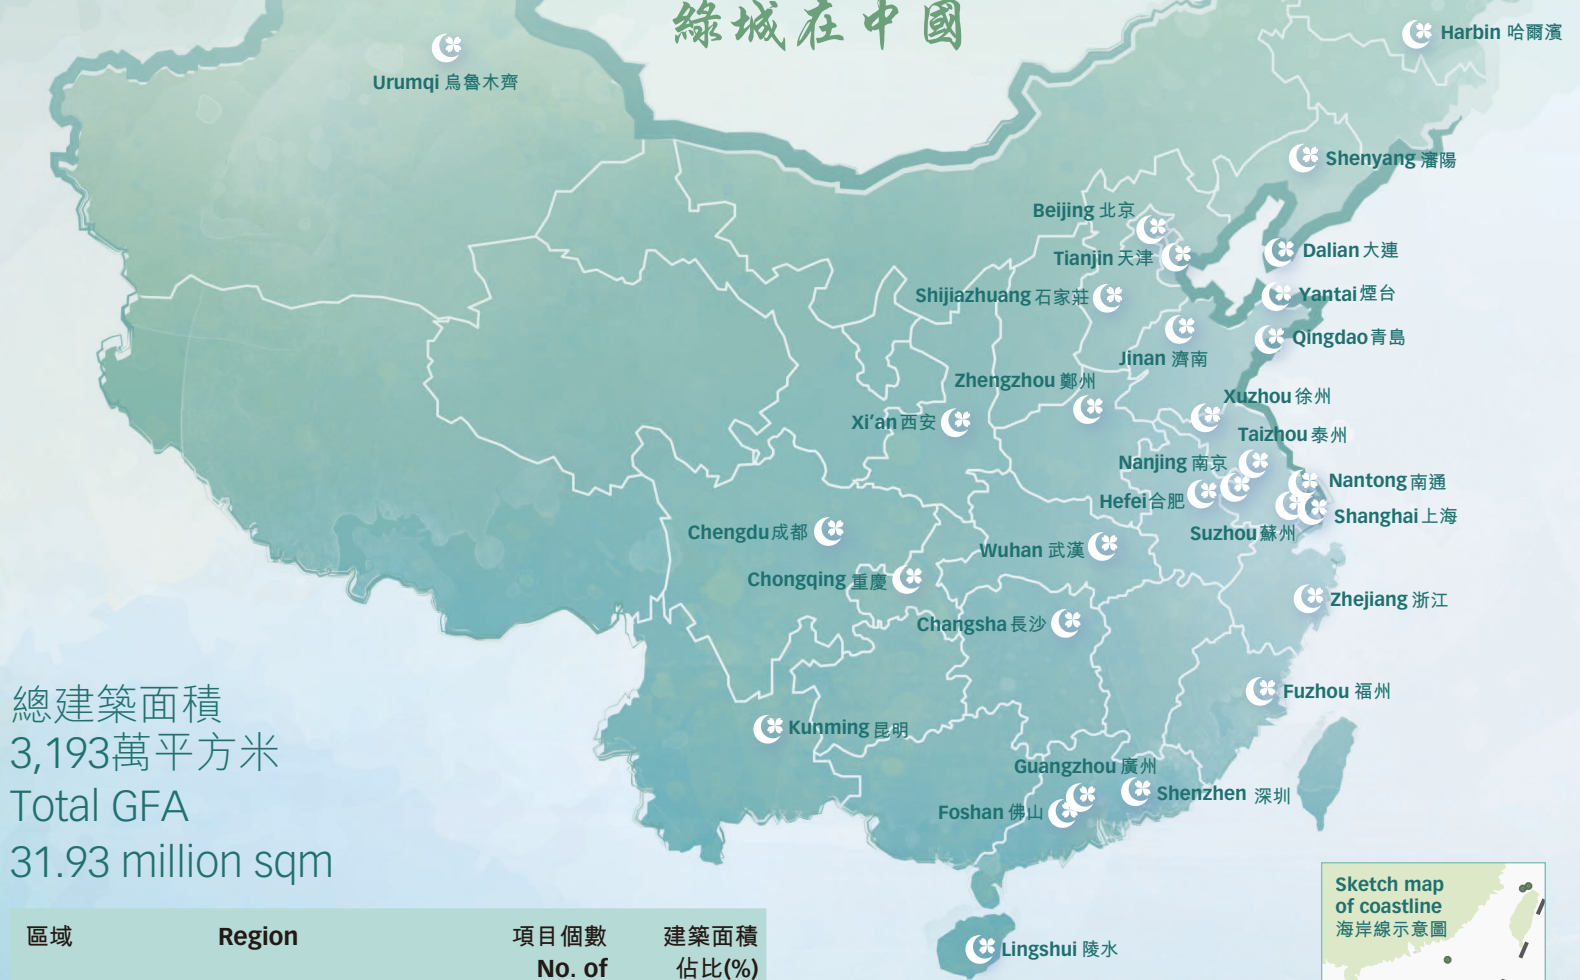 綠城在中國
Harbin 哈爾濱
Urumqi 烏魯木齊
Shenyang 瀋陽
Beijing 北京
Dalian 大連
Tianjin 天津
Yantai 煙台
Shijiazhuang 石家莊
Qingdao 青島
Jinan 濟南
Zhengzhou 鄭州
Xuzhou 徐州
Xi'an 西安
Taizhou 泰州
Nanjing 南京
Nantong 南通
Hefei 合肥
Shanghai 上海
Chengdu 成都
Suzhou 蘇州
Wuhan 武漢
Chongqing 重慶
Zhejiang 浙江
Changsha 長沙
Fuzhou 福州
Kunming 昆明
Guangzhou 廣州
Shenzhen 深圳
Foshan 佛山
Lingshui 陵水
總建築面積
3,193萬平方米
Total GFA
31.93 million sqm
區域 Region 項目個數 建築面積
No. of 佔比(%)
Sketch map
of coastline
海岸線示意圖